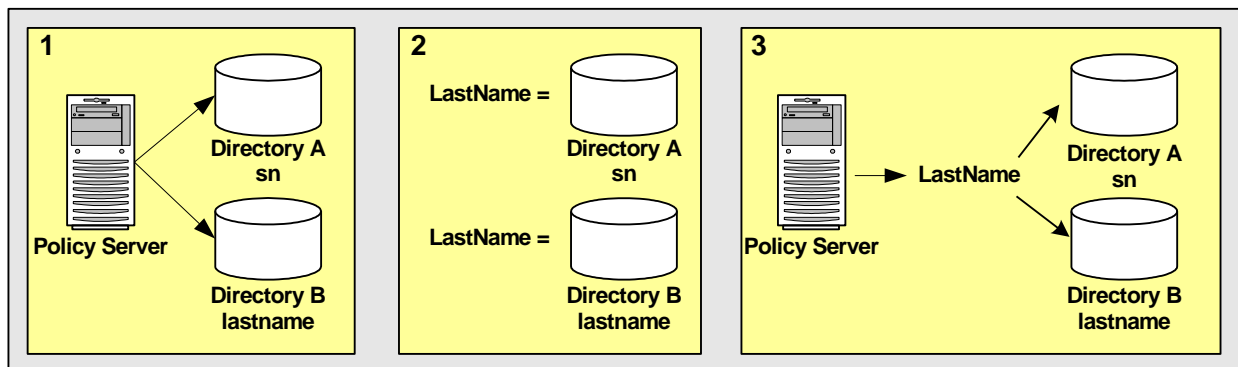 1
Policy Server
Directory A
sn
Directory B
lastname
2
LastName =
Directory A
sn
LastName =
Directory B
lastname
3
Policy Server
LastName
Directory A
sn
Directory B
lastname